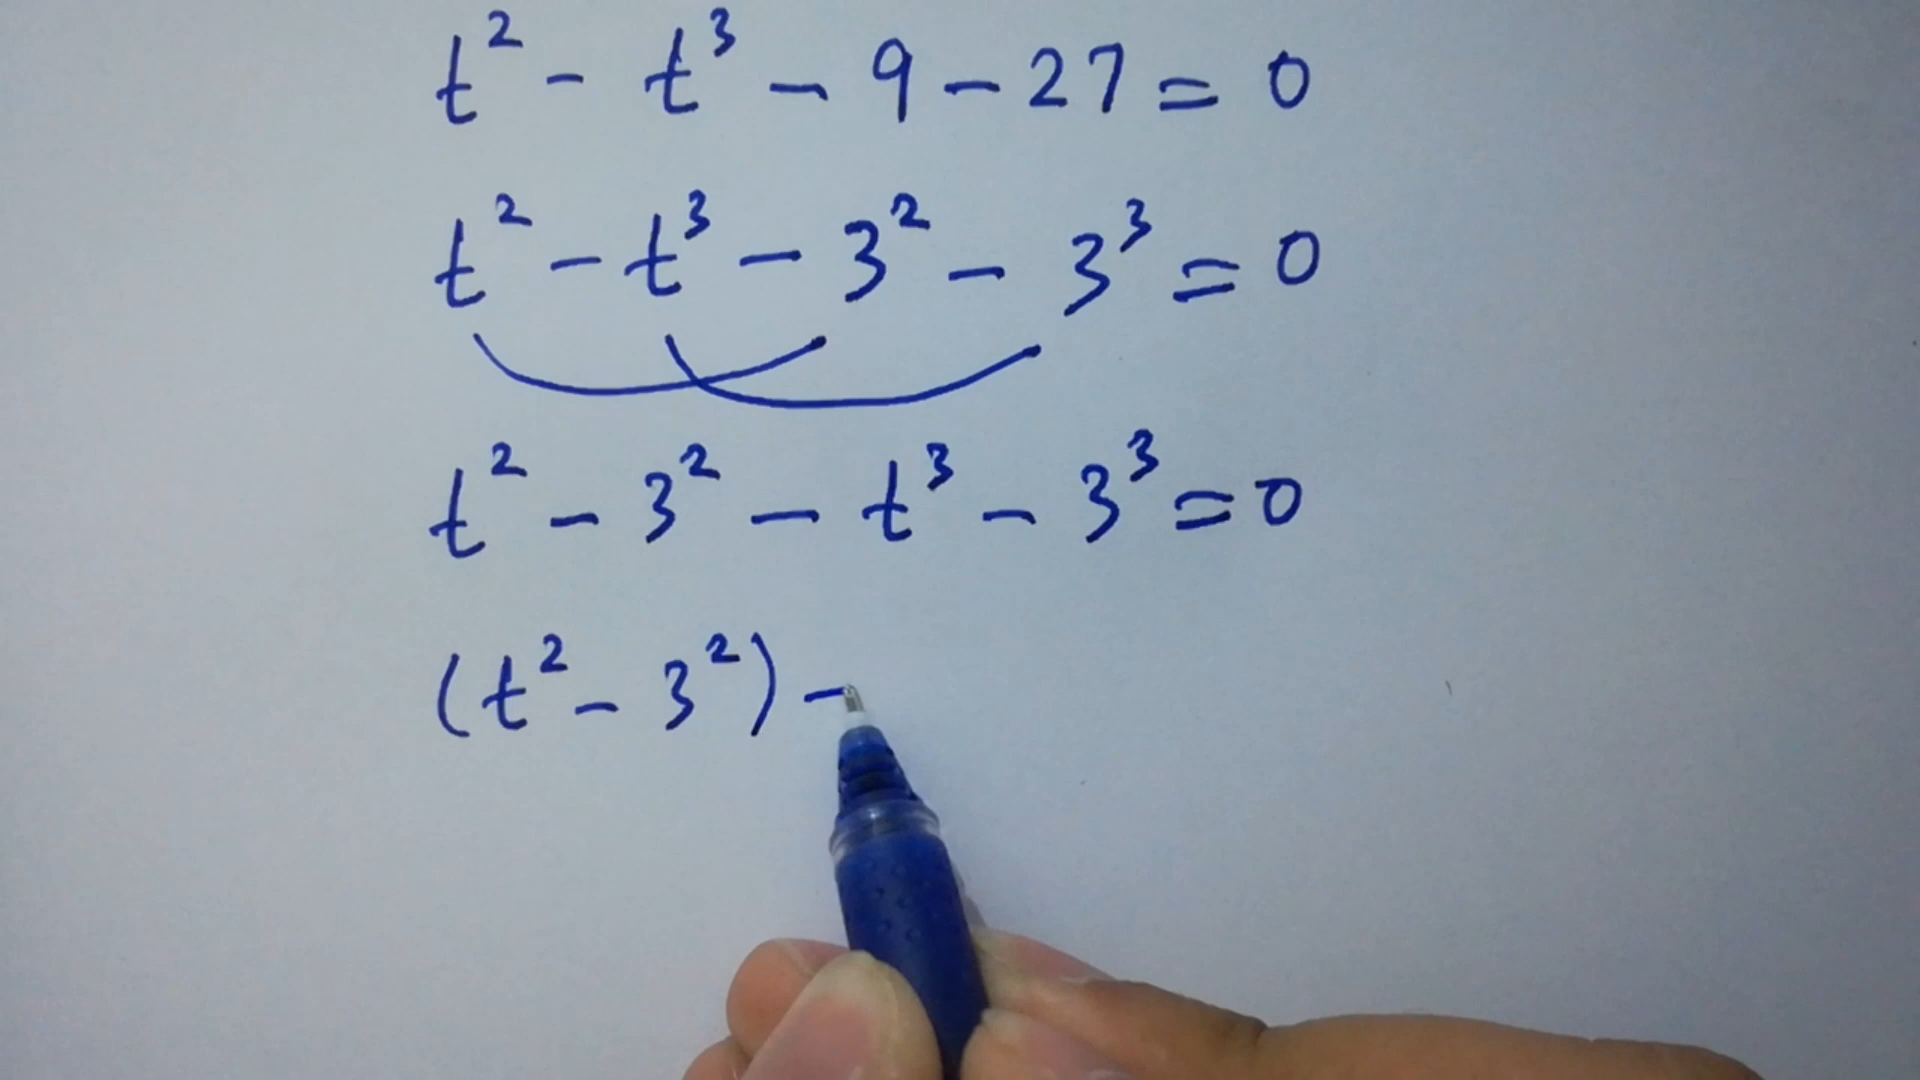 t² - t³ - 9 - 27 = 0
t² - t³ - 3² - 3³ = 0
t² - 3² - t³ - 3³ = 0
(t² - 3²) -